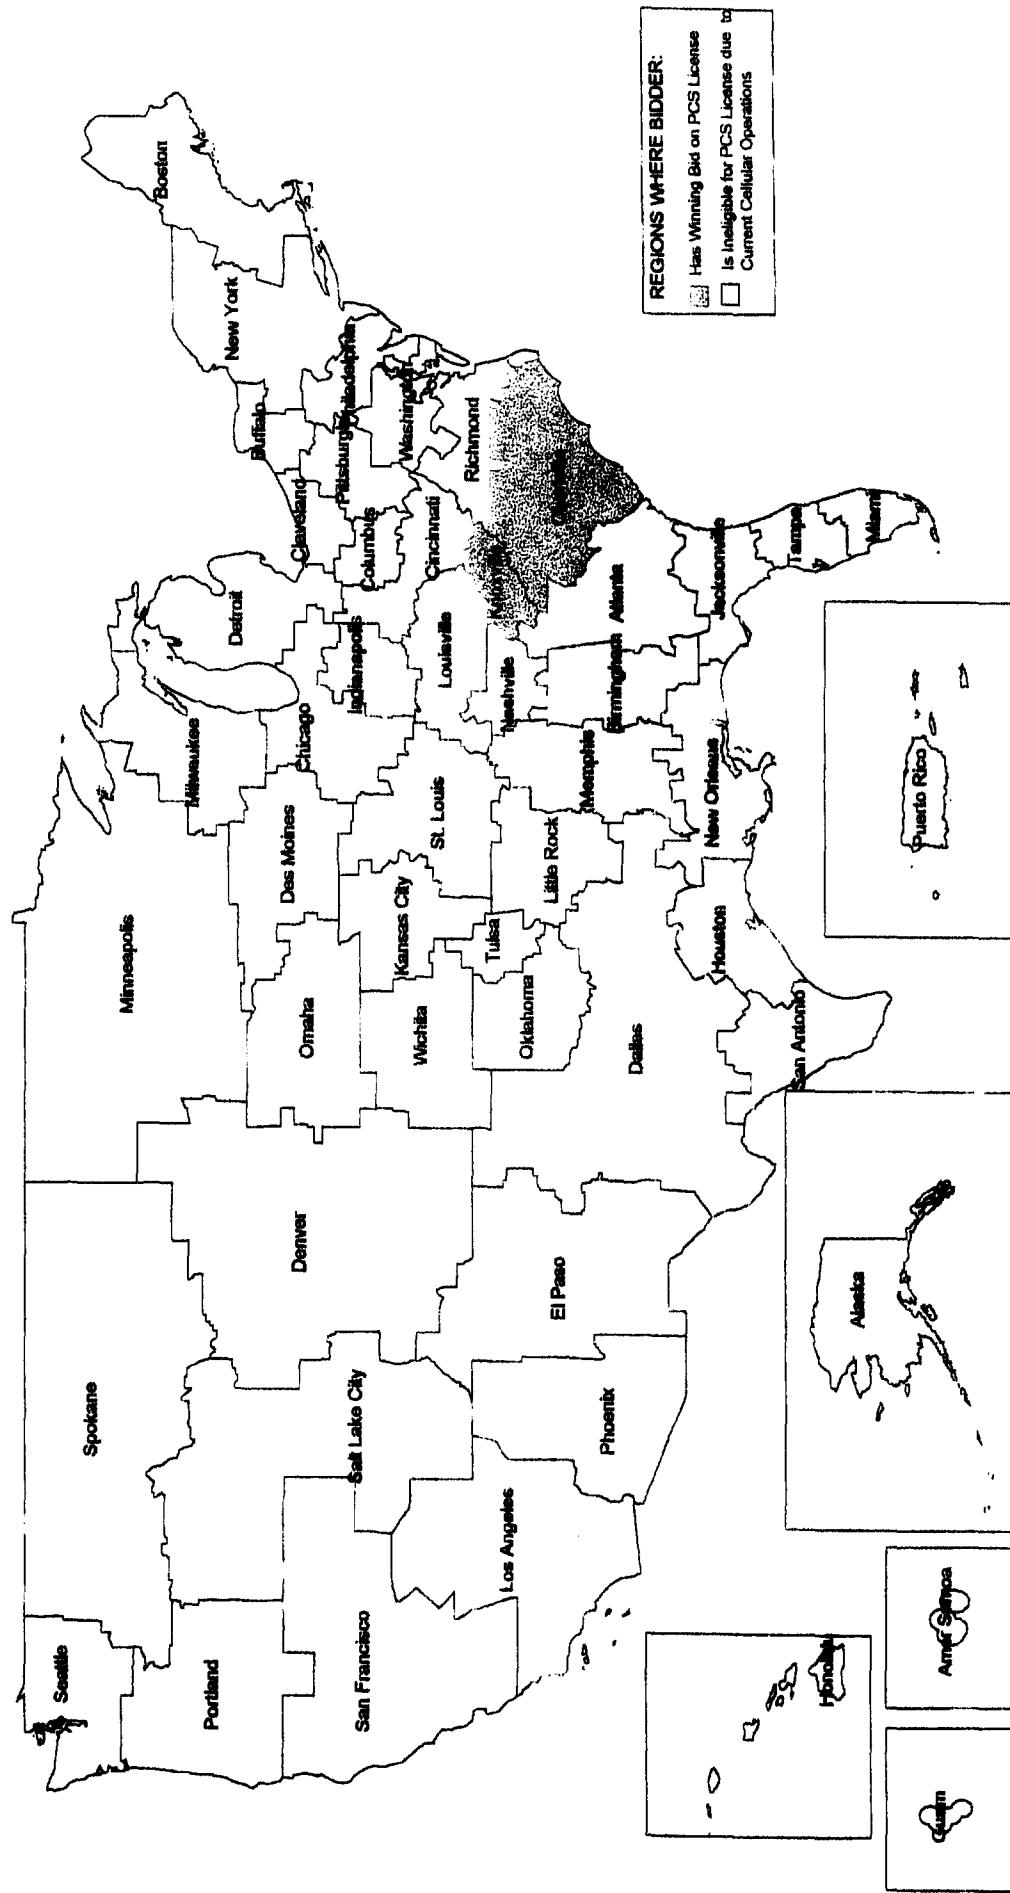 Seattle
Spokane
Minneapolis
Portland
Boston
Milwaukee
Detroit
New York
Buffalo
Denver
Omaha
Des Moines
Chicago
Cleveland
San Francisco
Salt Lake City
Indianapolis
Columbus
Pittsburgh
Philadelphia
Wichita
Kansas City
St. Louis
Louisville
Cincinnati
Washington
Richmond
Los Angeles
Phoenix
El Paso
Oklahoma
Tulsa
Little Rock
Nashville
Knoxville
Memphis
Birmingham
Atlanta
Dallas
Houston
New Orleans
Jacksonville
San Antonio
Tampa
Miami
Honolulu
Alaska
Puerto Rico
Guam
Amer Samoa
REGIONS WHERE BIDDER:
Has Winning Bid on PCS License
Is Ineligible for PCS License due to
Current Cellular Operations